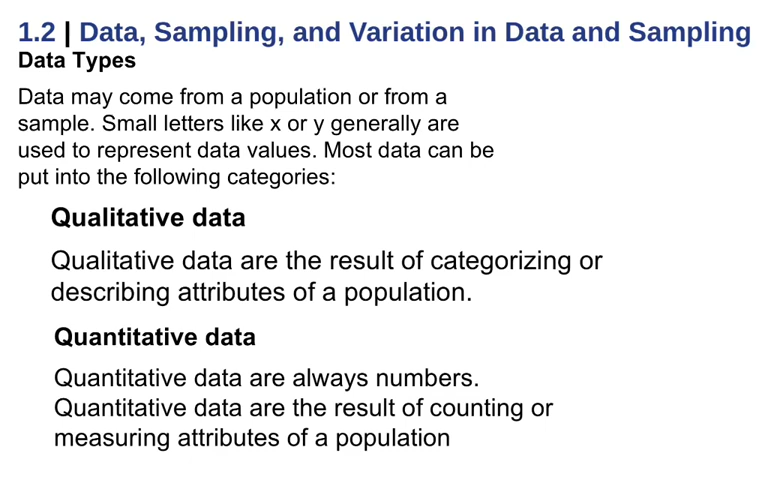 1.2 | Data, Sampling, and Variation in Data and Sampling
Data Types
Data may come from a population or from a
sample. Small letters like x or y generally are
used to represent data values. Most data can be
put into the following categories:
Qualitative data
Qualitative data are the result of categorizing or
describing attributes of a population.
Quantitative data
Quantitative data are always numbers.
Quantitative data are the result of counting or
measuring attributes of a population